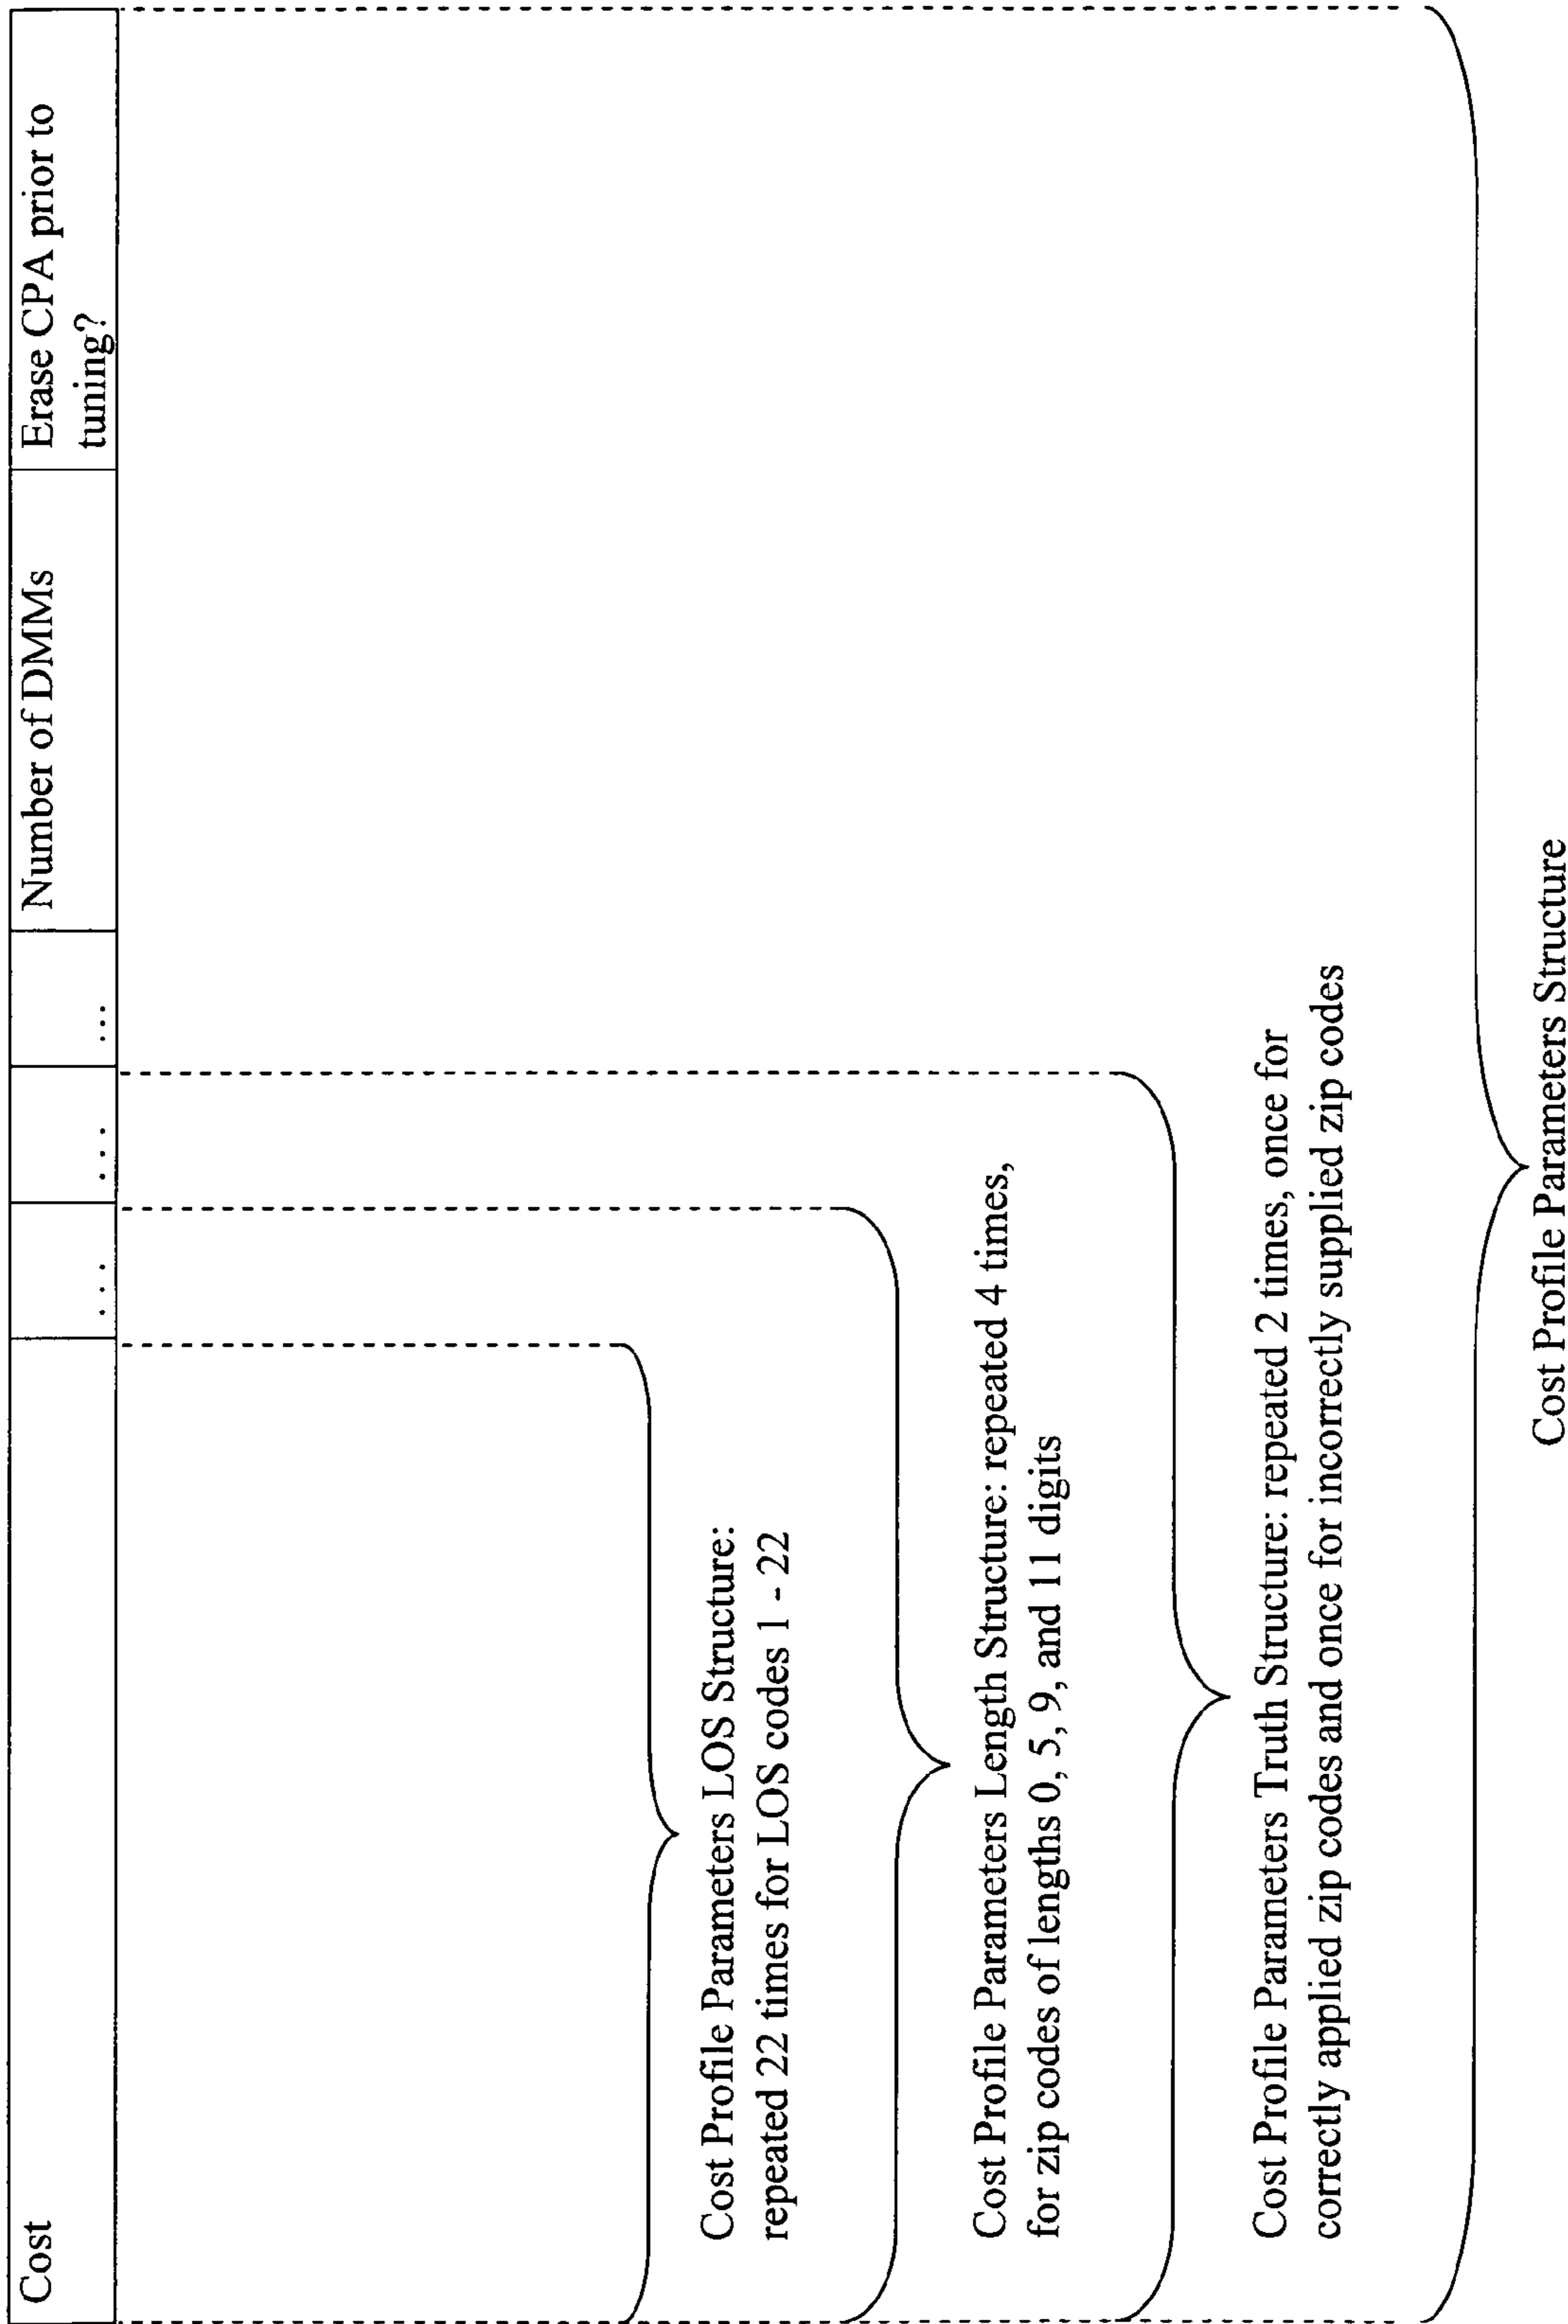 Cost
...
...
...
Number of DMMs
Erase CPA prior to
tuning?
Cost Profile Parameters LOS Structure:
repeated 22 times for LOS codes 1 - 22
Cost Profile Parameters Length Structure: repeated 4 times,
for zip codes of lengths 0, 5, 9, and 11 digits
Cost Profile Parameters Truth Structure: repeated 2 times, once for
correctly applied zip codes and once for incorrectly supplied zip codes
Cost Profile Parameters Structure